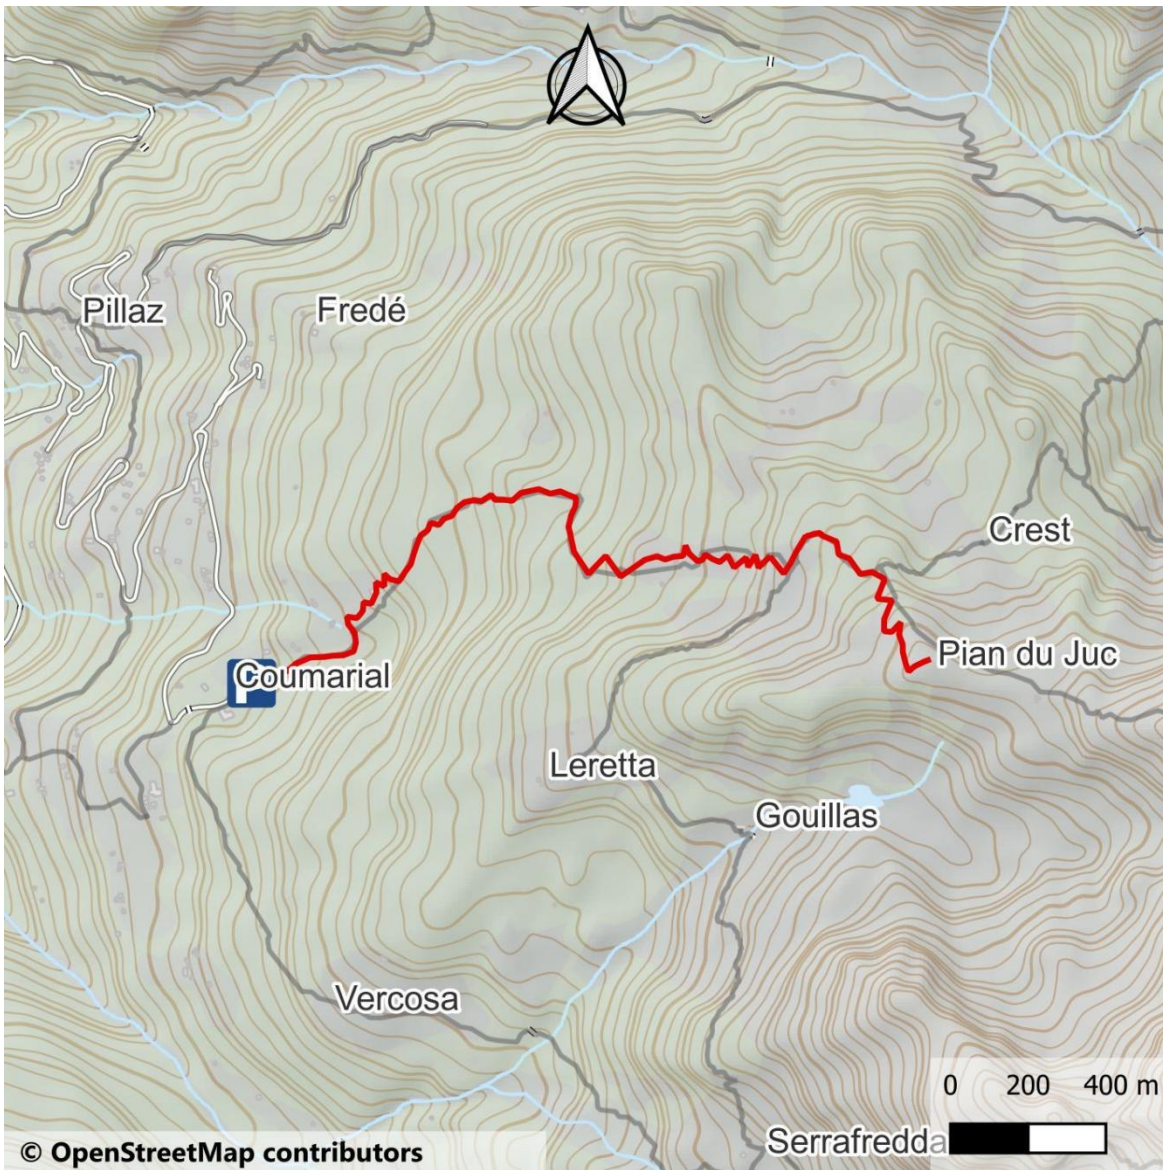 Pillaz
Fredé
Crest
Pian du Juc
P
Coumarial
Leretta
Gouillas
Vercosa
0 200 400 m
Serrafredda
© OpenStreetMap contributors